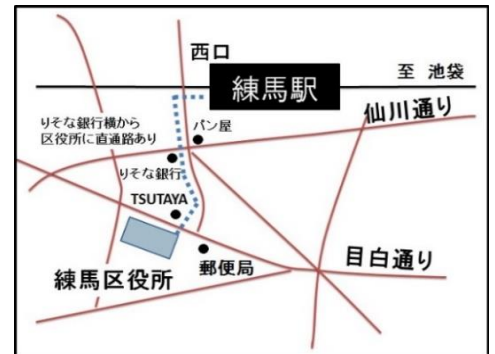 西口
至 池袋
練馬駅
仙川通り
りそな銀行横から
区役所に直通路あり
パン屋
りそな銀行
TSUTAYA
目白通り
練馬区役所
郵便局